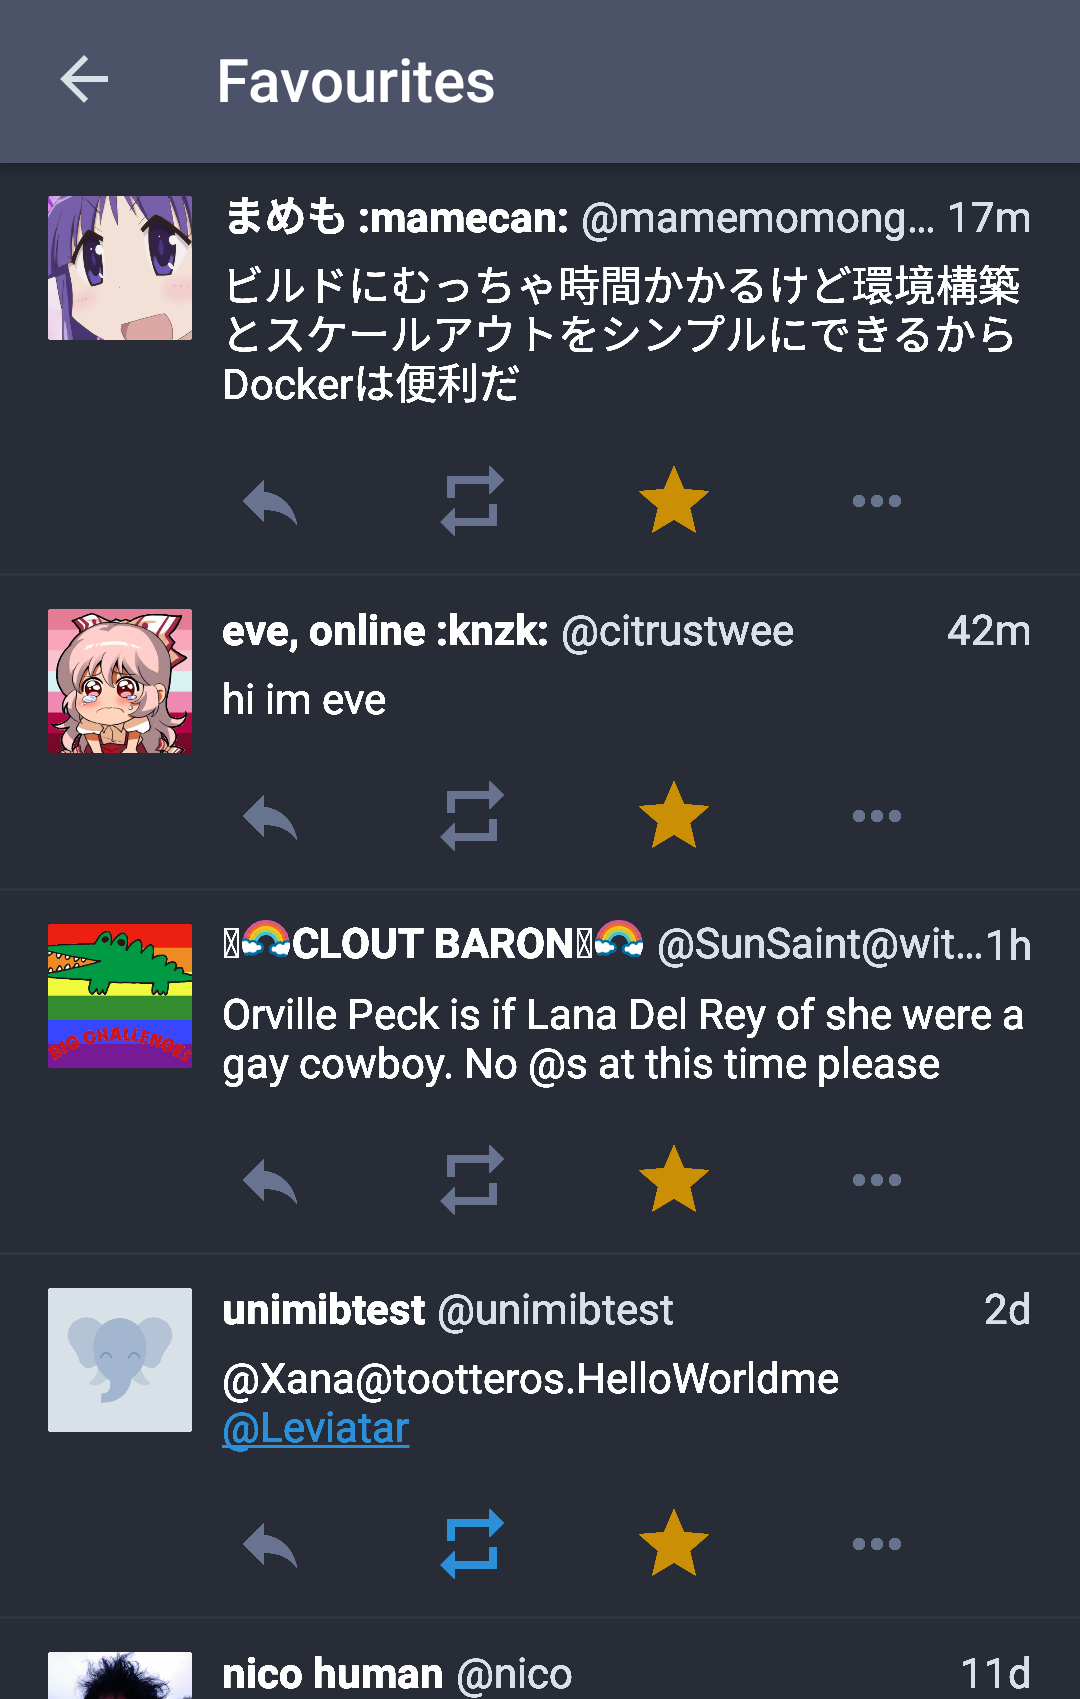 Favourites
まめも :mamecan: @mamemomong... 17m
ビルドにむっちゃ時間かかるけど環境構築
とスケールアウトをシンプルにできるから
Dockerは便利だ
eve, online :knzk: @citrustwee 42m
hi im eve
🌈CLOUT BARON🌈 @SunSaint@wit... 1h
BIG CHALLENGES
Orville Peck is if Lana Del Rey of she were a
gay cowboy. No @s at this time please
unimibtest @unimibtest 2d
@Xana@tootteros.HelloWorldme
@Leviatar
nico human @nico 11d